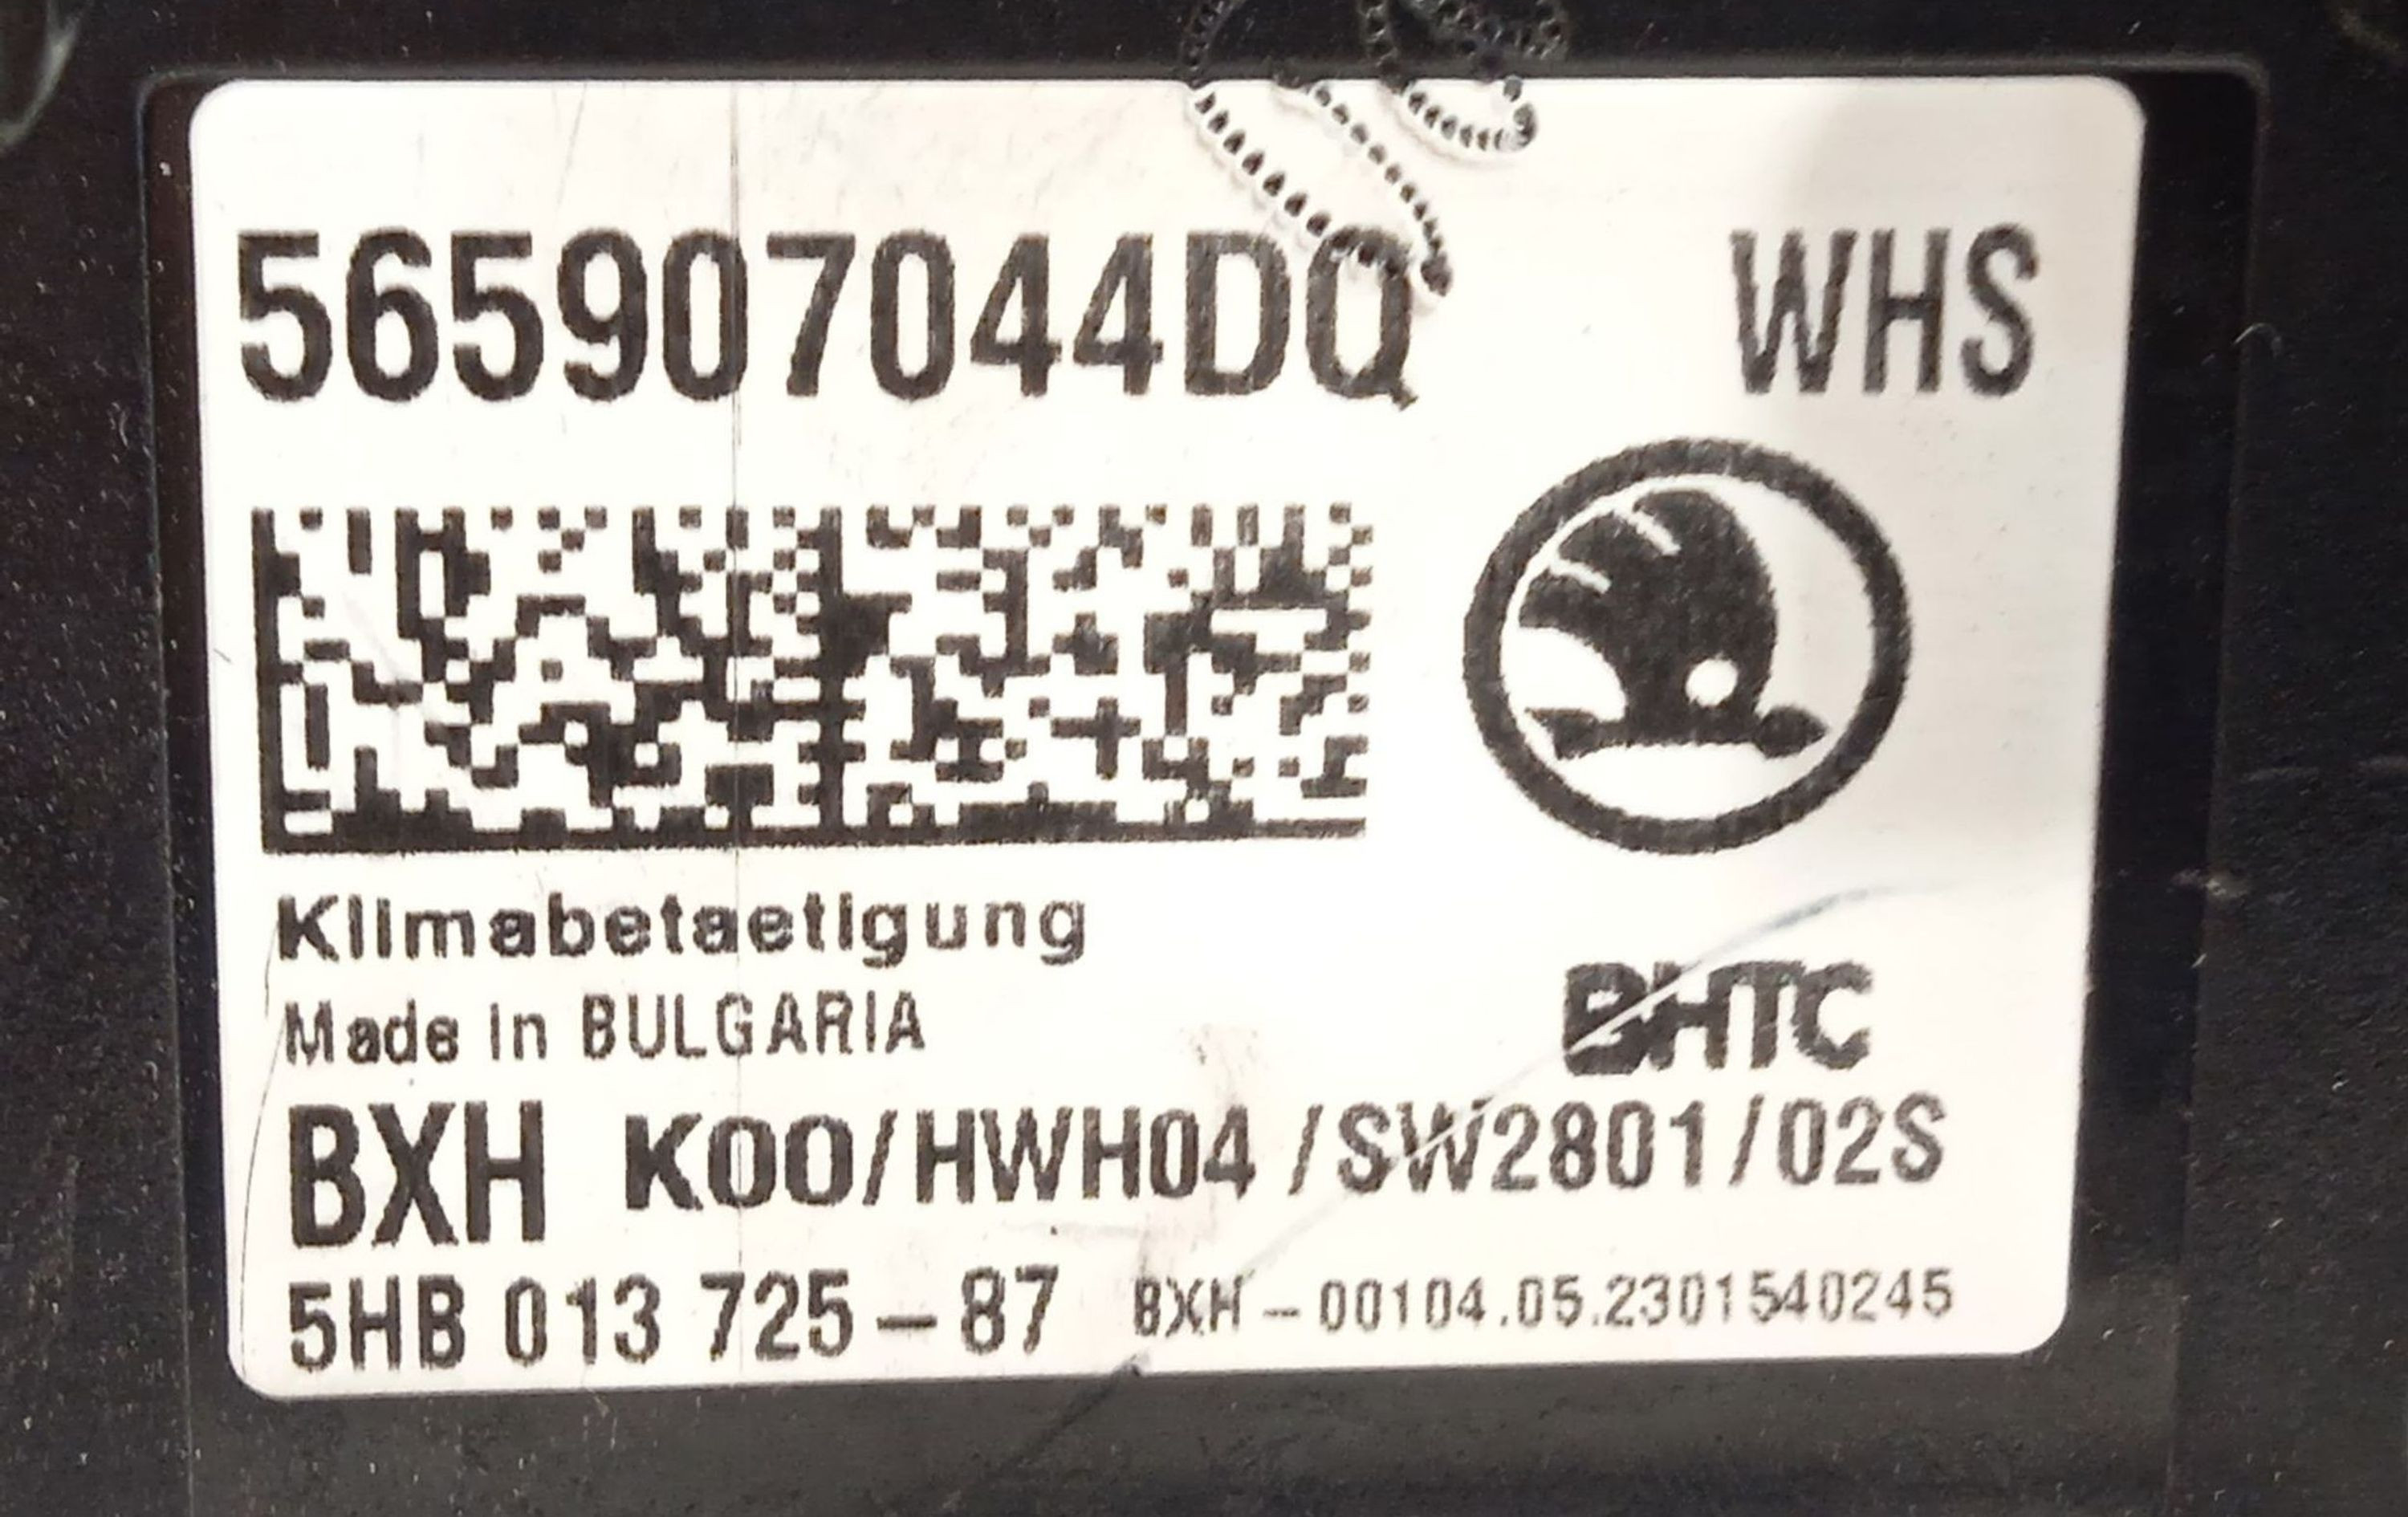 565907044DQ WHS
Klimabetaetigung
Made in BULGARIA
BHTC
BXH K00/HWH04 /SW2801/02S
5HB 013 725-87 BXH-00104.05.2301540245